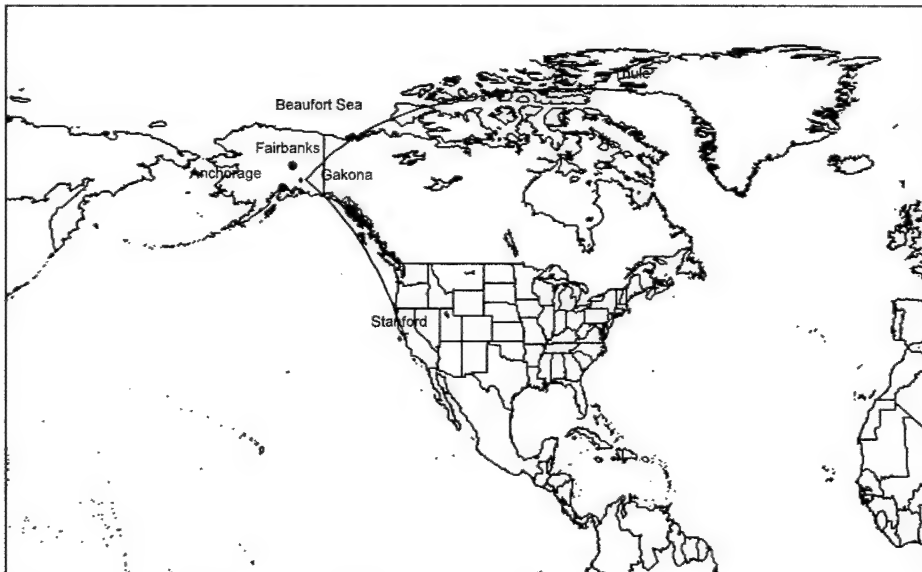 Thule
Beaufort Sea
Fairbanks
Anchorage
Gakona
Stanford